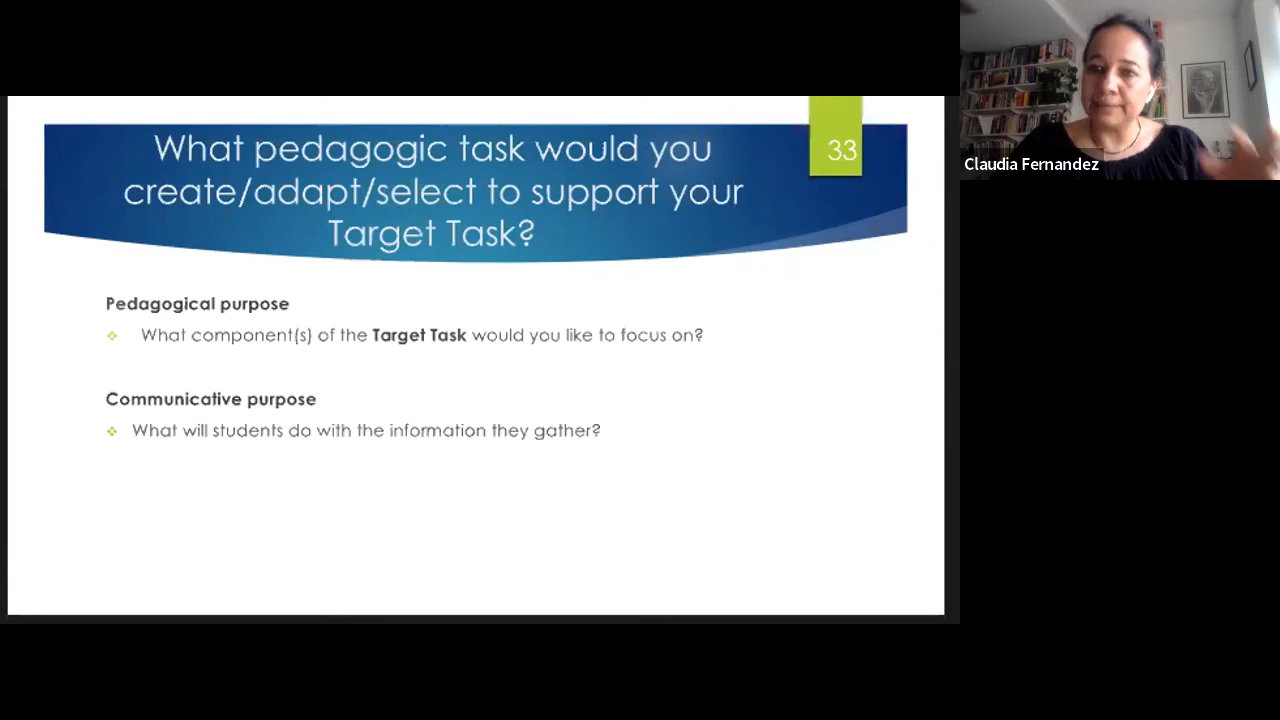 What pedagogic task would you
create/adapt/select to support your
Target Task?
33
Pedagogical purpose
What component(s) of the Target Task would you like to focus on?
Communicative purpose
What will students do with the information they gather?
Claudia Fernandez